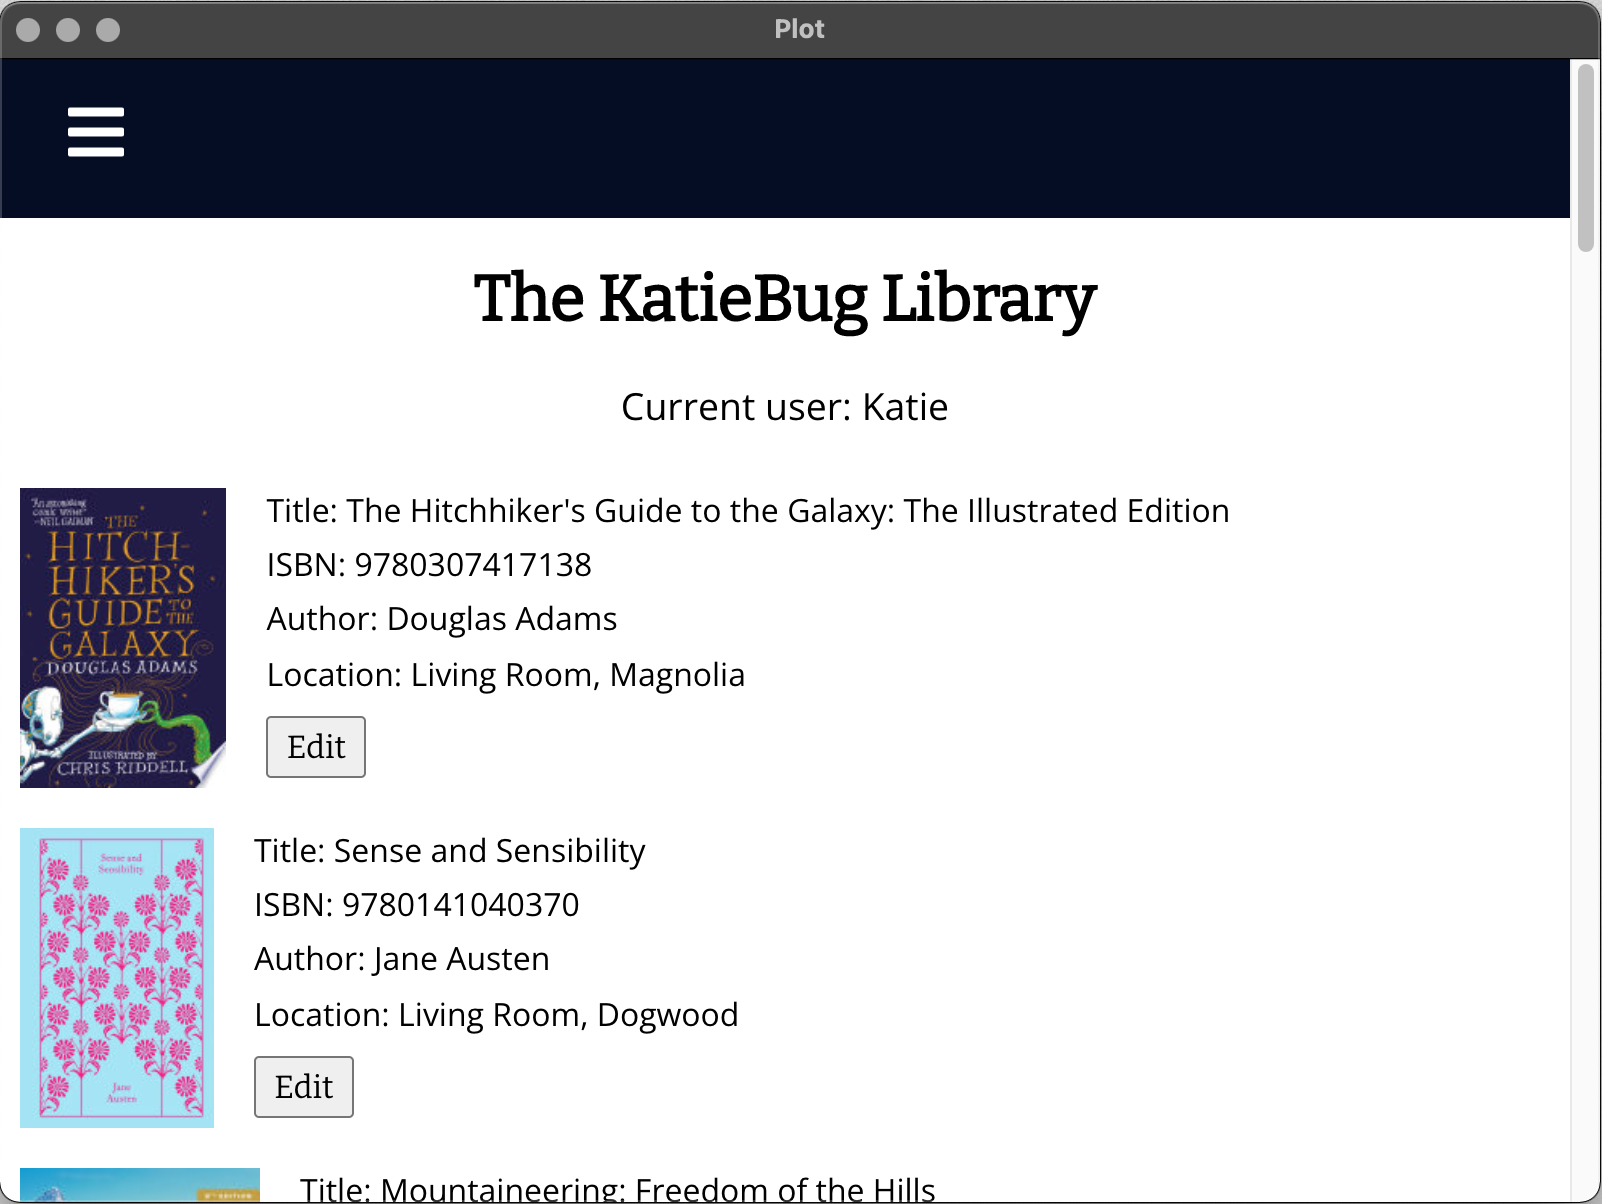 Plot
The KatieBug Library
Current user: Katie
"An astonishing
comic writer"
—NEIL GAIMAN
THE
HITCH-
HIKER'S
GUIDE TO THE
GALAXY
DOUGLAS ADAMS
ILLUSTRATED BY
CHRIS RIDDELL
Title: The Hitchhiker's Guide to the Galaxy: The Illustrated Edition
ISBN: 9780307417138
Author: Douglas Adams
Location: Living Room, Magnolia
Edit
Sense and
Sensibility
Jane
Austen
Title: Sense and Sensibility
ISBN: 9780141040370
Author: Jane Austen
Location: Living Room, Dogwood
Edit
EDITION
Title: Mountaineering: Freedom of the Hills